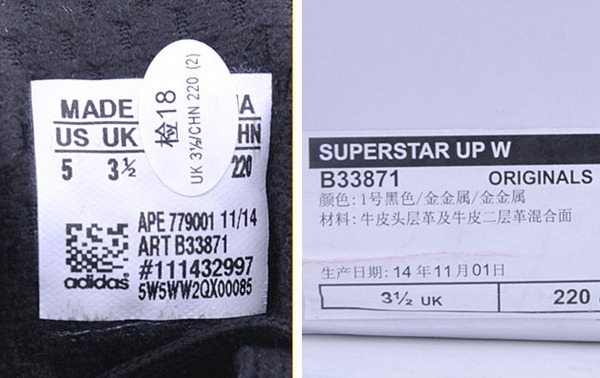 MADE
US UK HN
5 3½ 220
检18
UK 3½/CHN 220 (2)
APE 779001 11/14
ART B33871
#111432997
5W5WW2QX00085
adidas
SUPERSTAR UP W
B33871 ORIGINALS
颜色: 1号黑色/金金属/金金属
材料: 牛皮头层革及牛皮二层革混合面
生产日期: 14年11月01日
3½ UK 220